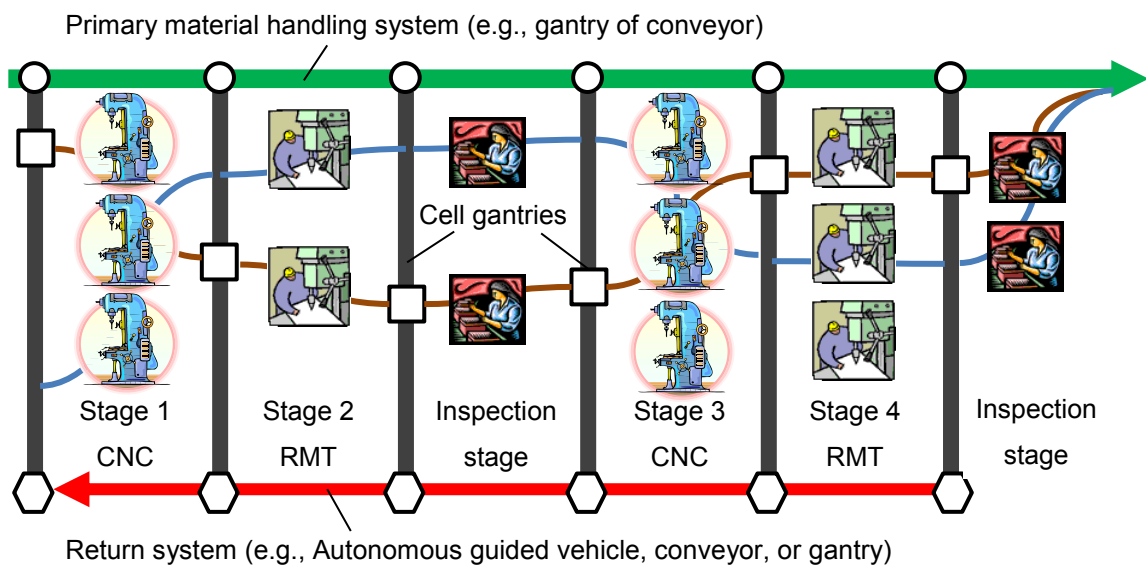 Primary material handling system (e.g., gantry of conveyor)
Cell gantries
Stage 1
CNC
Stage 2
RMT
Inspection
stage
Stage 3
CNC
Stage 4
RMT
Inspection
stage
Return system (e.g., Autonomous guided vehicle, conveyor, or gantry)